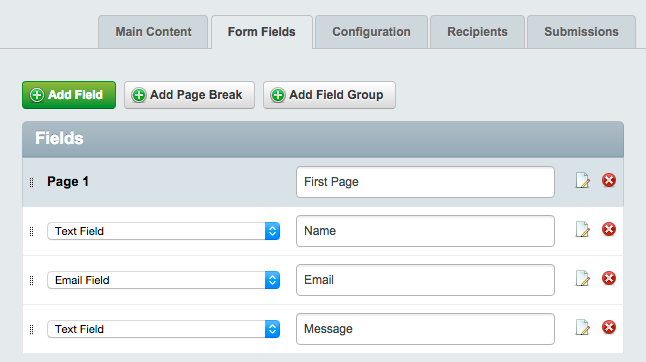 Main Content Form Fields Configuration Recipients Submissions
Add Field Add Page Break Add Field Group
Fields
Page 1 First Page
Text Field Name
Email Field Email
Text Field Message